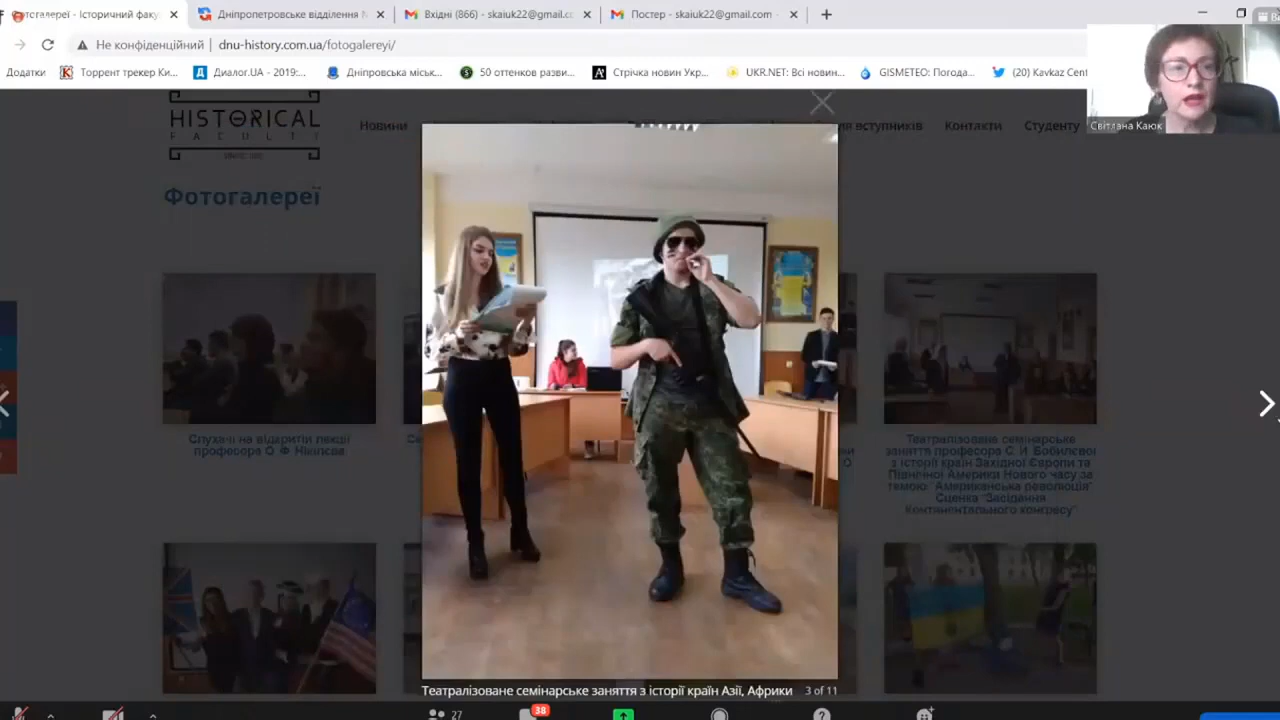 Фотогалереї - Історичний факу
Дніпропетровське відділення М
Вхідні (866) - skaiuk22@gmail.cc
Постер - skaiuk22@gmail.com -
Не конфіденційний
dnu-history.com.ua/fotogalereyi/
Додатки
Торрент трекер Ки...
Диалог.UA - 2019:...
Дніпровська міськ...
50 оттенков разви...
Стрічка новин Укр...
UKR.NET: Всі новин...
GISMETEO: Погода...
(20) Kavkaz Cent
Світлана Каюк
HISTORICAL
FACULTY
Новини
вступників
Контакти
Студенту
Фотогалереї
Слухачі на відкритій лекції
професора О. Ф. Нікілєва
Театралізоване семінарське
заняття професора С. Й. Бобилєвої
з історії країн Західної Європи та
Північної Америки Нового часу за
темою: "Американська революція"
Сценка "Засідання
Континентального конгресу"
Театралізоване семінарське заняття з історії країн Азії, Африки
3 of 11
27
38